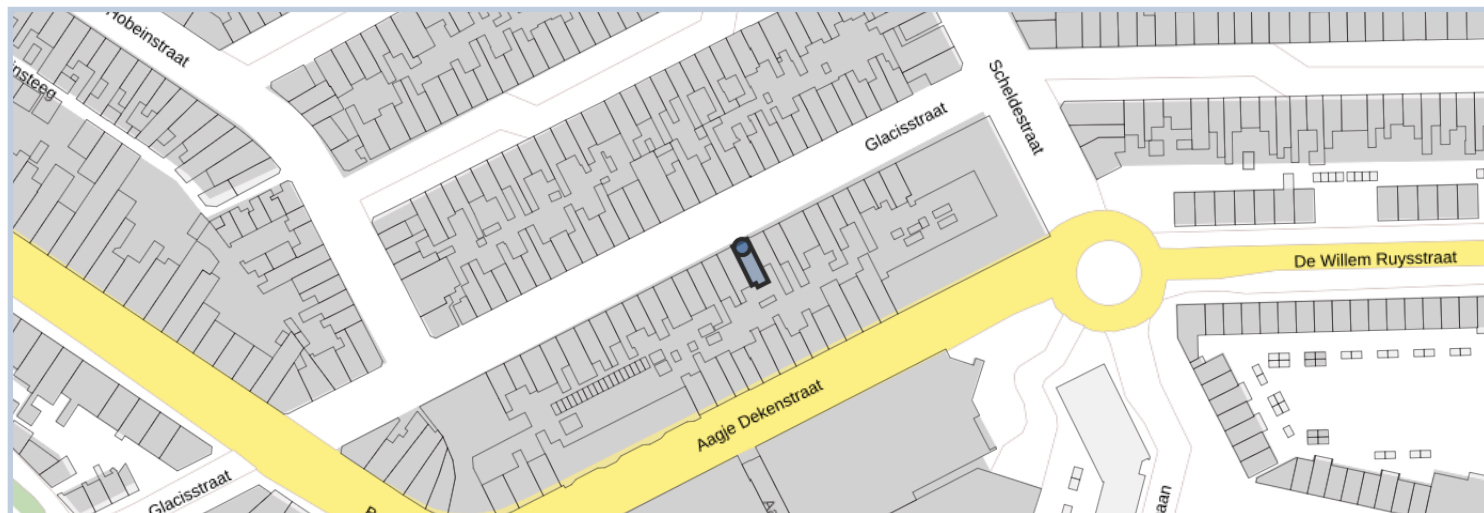 Hobeinstraat
Scheldestraat
Glacisstraat
De Willem Ruysstraat
Aagje Dekenstraat
Glacisstraat